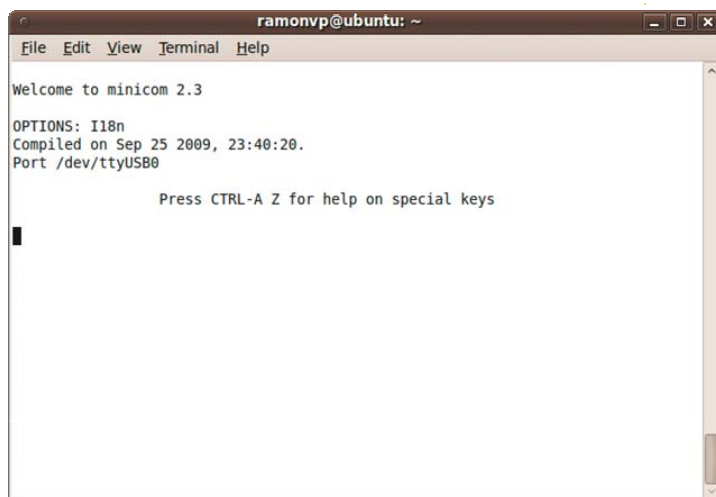 ramonvp@ubuntu: ~
File Edit View Terminal Help
Welcome to minicom 2.3
OPTIONS: I18n
Compiled on Sep 25 2009, 23:40:20.
Port /dev/ttyUSB0
Press CTRL-A Z for help on special keys